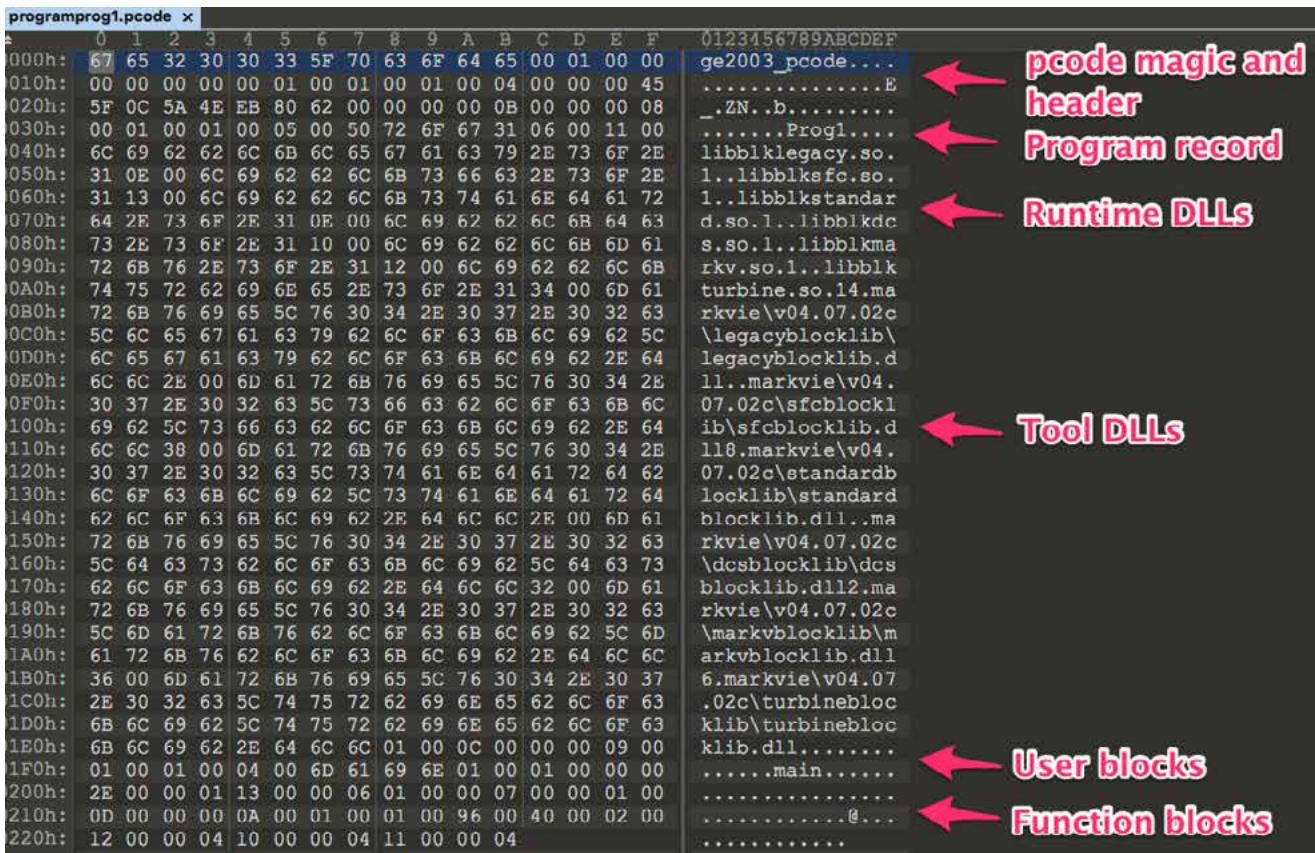 programprog1.pcode ×
0 1 2 3 4 5 6 7 8 9 A B C D E F 0123456789ABCDEF
0000h: 67 65 32 30 30 33 5F 70 63 6F 64 65 00 01 00 00 ge2003_pcode....
0010h: 00 00 00 00 00 01 00 01 00 01 00 04 00 00 00 45 ...............E
0020h: 5F 0C 5A 4E EB 80 62 00 00 00 00 0B 00 00 00 08 _.ZN..b.........
0030h: 00 01 00 01 00 05 00 50 72 6F 67 31 06 00 11 00 .......Prog1....
0040h: 6C 69 62 62 6C 6B 6C 65 67 61 63 79 2E 73 6F 2E libblklegacy.so.
0050h: 31 0E 00 6C 69 62 62 6C 6B 73 66 63 2E 73 6F 2E 1..libblksfc.so.
0060h: 31 13 00 6C 69 62 62 6C 6B 73 74 61 6E 64 61 72 1..libblkstandar
0070h: 64 2E 73 6F 2E 31 0E 00 6C 69 62 62 6C 6B 64 63 d.so.1..libblkdc
0080h: 73 2E 73 6F 2E 31 10 00 6C 69 62 62 6C 6B 6D 61 s.so.1..libblkma
0090h: 72 6B 76 2E 73 6F 2E 31 12 00 6C 69 62 62 6C 6B rkv.so.1..libblk
00A0h: 74 75 72 62 69 6E 65 2E 73 6F 2E 31 34 00 6D 61 turbine.so.14.ma
00B0h: 72 6B 76 69 65 5C 76 30 34 2E 30 37 2E 30 32 63 rkvie\v04.07.02c
00C0h: 5C 6C 65 67 61 63 79 62 6C 6F 63 6B 6C 69 62 5C \legacyblocklib\
00D0h: 6C 65 67 61 63 79 62 6C 6F 63 6B 6C 69 62 2E 64 legacyblocklib.d
00E0h: 6C 6C 2E 00 6D 61 72 6B 76 69 65 5C 76 30 34 2E ll..markvie\v04.
00F0h: 30 37 2E 30 32 63 5C 73 66 63 62 6C 6F 63 6B 6C 07.02c\sfcblockl
0100h: 69 62 5C 73 66 63 62 6C 6F 63 6B 6C 69 62 2E 64 ib\sfcblocklib.d
0110h: 6C 6C 38 00 6D 61 72 6B 76 69 65 5C 76 30 34 2E ll8.markvie\v04.
0120h: 30 37 2E 30 32 63 5C 73 74 61 6E 64 61 72 64 62 07.02c\standardb
0130h: 6C 6F 63 6B 6C 69 62 5C 73 74 61 6E 64 61 72 64 locklib\standard
0140h: 62 6C 6F 63 6B 6C 69 62 2E 64 6C 6C 2E 00 6D 61 blocklib.dll..ma
0150h: 72 6B 76 69 65 5C 76 30 34 2E 30 37 2E 30 32 63 rkvie\v04.07.02c
0160h: 5C 64 63 73 62 6C 6F 63 6B 6C 69 62 5C 64 63 73 \dcsblocklib\dcs
0170h: 62 6C 6F 63 6B 6C 69 62 2E 64 6C 6C 32 00 6D 61 blocklib.dll2.ma
0180h: 72 6B 76 69 65 5C 76 30 34 2E 30 37 2E 30 32 63 rkvie\v04.07.02c
0190h: 5C 6D 61 72 6B 76 62 6C 6F 63 6B 6C 69 62 5C 6D \markvblocklib\m
01A0h: 61 72 6B 76 62 6C 6F 63 6B 6C 69 62 2E 64 6C 6C arkvblocklib.dll
01B0h: 36 00 6D 61 72 6B 76 69 65 5C 76 30 34 2E 30 37 6.markvie\v04.07
01C0h: 2E 30 32 63 5C 74 75 72 62 69 6E 65 62 6C 6F 63 .02c\turbinebloc
01D0h: 6B 6C 69 62 5C 74 75 72 62 69 6E 65 62 6C 6F 63 klib\turbinebloc
01E0h: 6B 6C 69 62 2E 64 6C 6C 01 00 0C 00 00 00 09 00 klib.dll........
01F0h: 01 00 01 00 04 00 6D 61 69 6E 01 00 01 00 00 00 ......main......
0200h: 2E 00 00 01 13 00 00 06 01 00 00 07 00 00 01 00 ................
0210h: 0D 00 00 00 0A 00 01 00 01 00 96 00 40 00 02 00 ............@...
0220h: 12 00 00 04 10 00 00 04 11 00 00 04 ............
pcode magic and
header
Program record
Runtime DLLs
Tool DLLs
User blocks
Function blocks